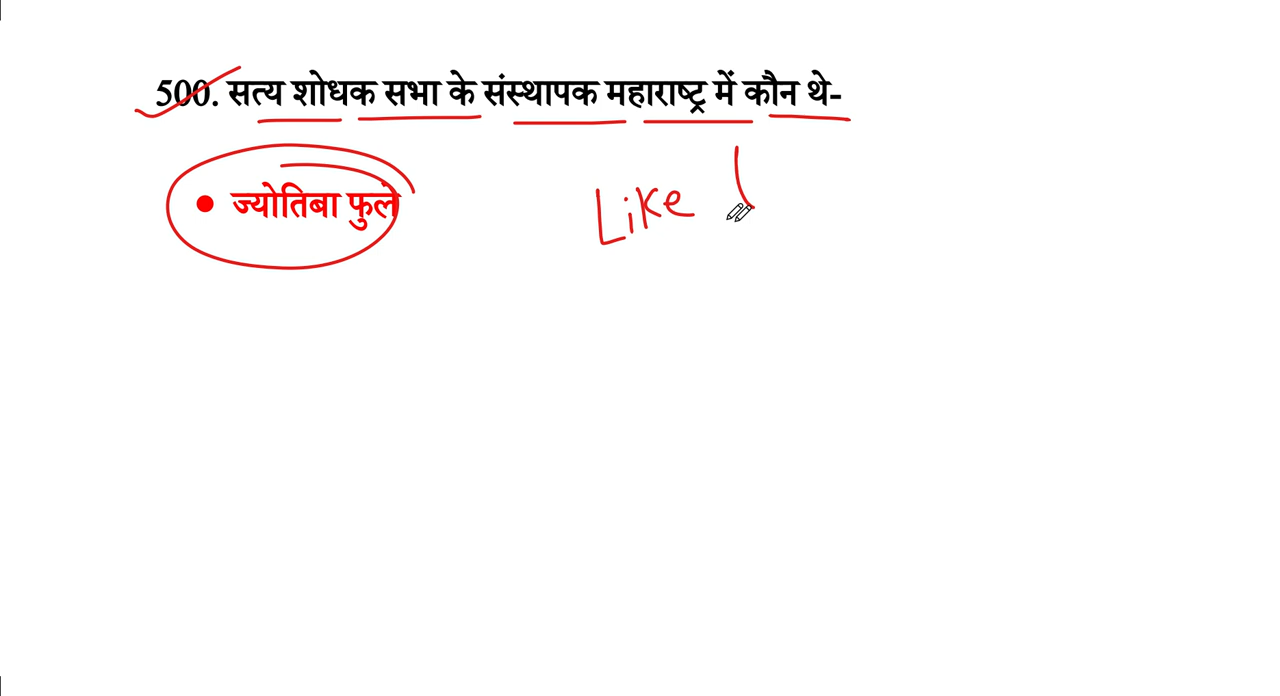 500. सत्य शोधक सभा के संस्थापक महाराष्ट्र में कौन थे-
• ज्योतिबा फुले
Like